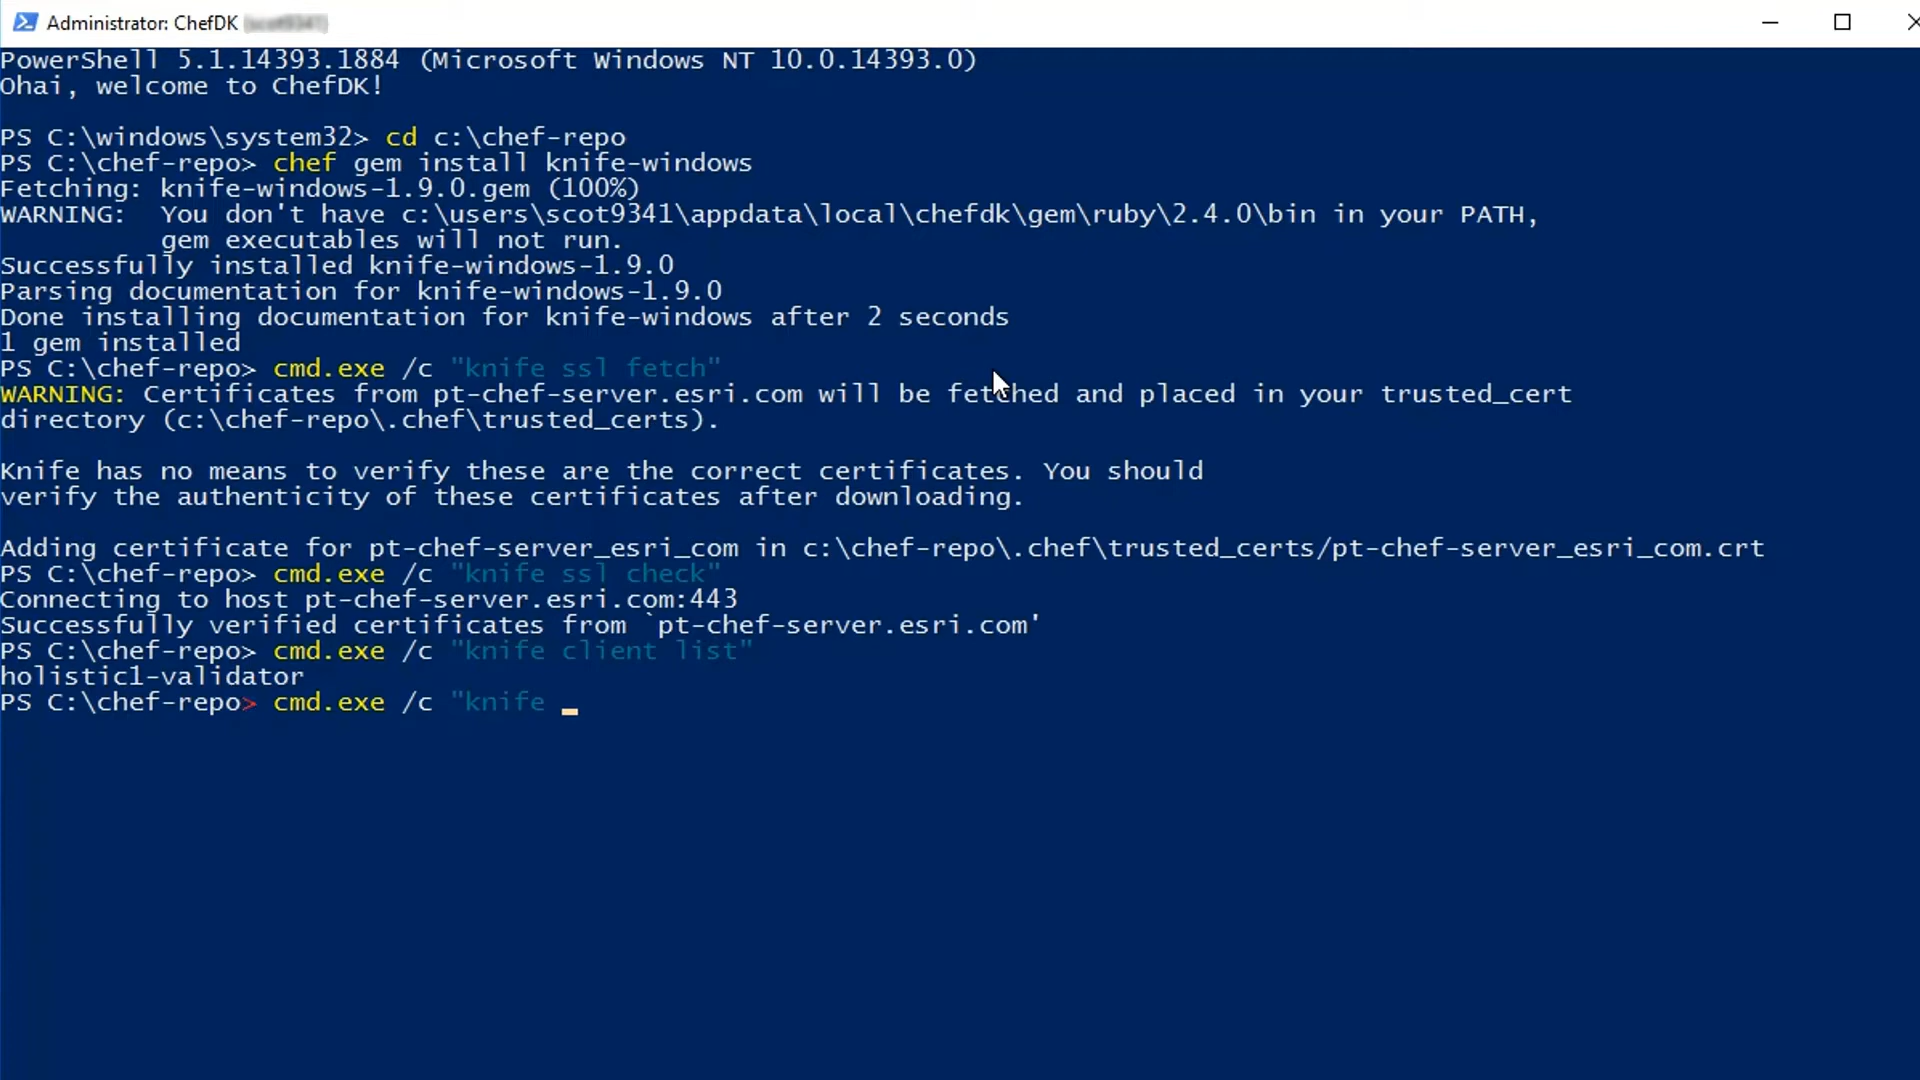 Administrator: ChefDK
PowerShell 5.1.14393.1884 (Microsoft Windows NT 10.0.14393.0)
Ohai, welcome to ChefDK!
PS C:\windows\system32> cd c:\chef-repo
PS C:\chef-repo> chef gem install knife-windows
Fetching: knife-windows-1.9.0.gem (100%)
WARNING:  You don't have c:\users\scot9341\appdata\local\chefdk\gem\ruby\2.4.0\bin in your PATH,
          gem executables will not run.
Successfully installed knife-windows-1.9.0
Parsing documentation for knife-windows-1.9.0
Done installing documentation for knife-windows after 2 seconds
1 gem installed
PS C:\chef-repo> cmd.exe /c "knife ssl fetch"
WARNING: Certificates from pt-chef-server.esri.com will be fetched and placed in your trusted_cert
directory (c:\chef-repo\.chef\trusted_certs).
Knife has no means to verify these are the correct certificates. You should
verify the authenticity of these certificates after downloading.
Adding certificate for pt-chef-server_esri_com in c:\chef-repo\.chef\trusted_certs/pt-chef-server_esri_com.crt
PS C:\chef-repo> cmd.exe /c "knife ssl check"
Connecting to host pt-chef-server.esri.com:443
Successfully verified certificates from `pt-chef-server.esri.com'
PS C:\chef-repo> cmd.exe /c "knife client list"
holistic1-validator
PS C:\chef-repo> cmd.exe /c "knife _